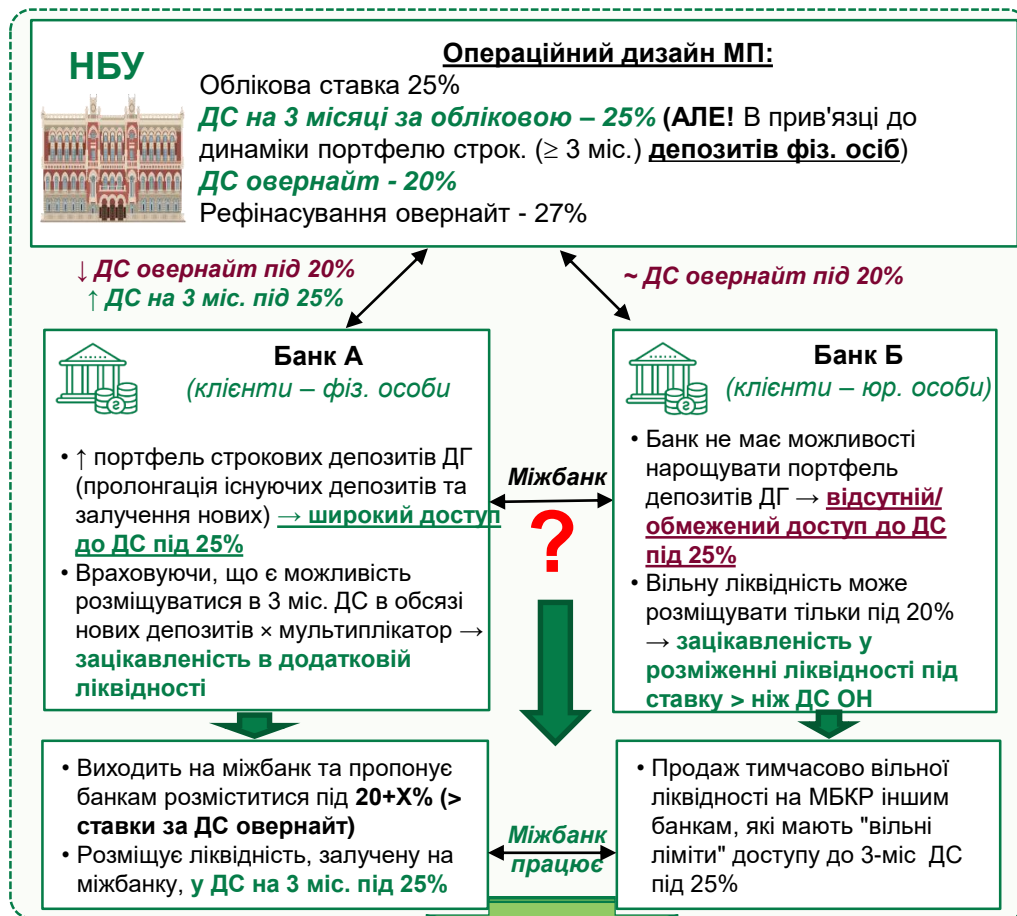 НБУ
Операційний дизайн МП:
Облікова ставка 25%
ДС на 3 місяці за обліковою – 25% (АЛЕ! В прив'язці до
динаміки портфелю строк. (≥ 3 міс.) депозитів фіз. осіб)
ДС овернайт - 20%
Рефінасування овернайт - 27%
↓ ДС овернайт під 20%
↑ ДС на 3 міс. під 25%
~ ДС овернайт під 20%
Банк А
(клієнти – фіз. особи
• ↑ портфель строкових депозитів ДГ
(пролонгація існуючих депозитів та
залучення нових) → широкий доступ
до ДС під 25%
• Враховуючи, що є можливість
розміщуватися в 3 міс. ДС в обсязі
нових депозитів × мультиплікатор →
зацікавленість в додатковій
ліквідності
Міжбанк
?
Банк Б
(клієнти – юр. особи)
• Банк не має можливості
нарощувати портфель
депозитів ДГ → відсутній/
обмежений доступ до ДС
під 25%
• Вільну ліквідність може
розміщувати тільки під 20%
→ зацікавленість у
розміженні ліквідності під
ставку > ніж ДС ОН
• Виходить на міжбанк та пропонує
банкам розміститися під 20+Х% (>
ставки за ДС овернайт)
• Розміщує ліквідність, залучену на
міжбанку, у ДС на 3 міс. під 25%
Міжбанк
працює
• Продаж тимчасово вільної
ліквідності на МБКР іншим
банкам, які мають "вільні
ліміти" доступу до 3-міс ДС
під 25%